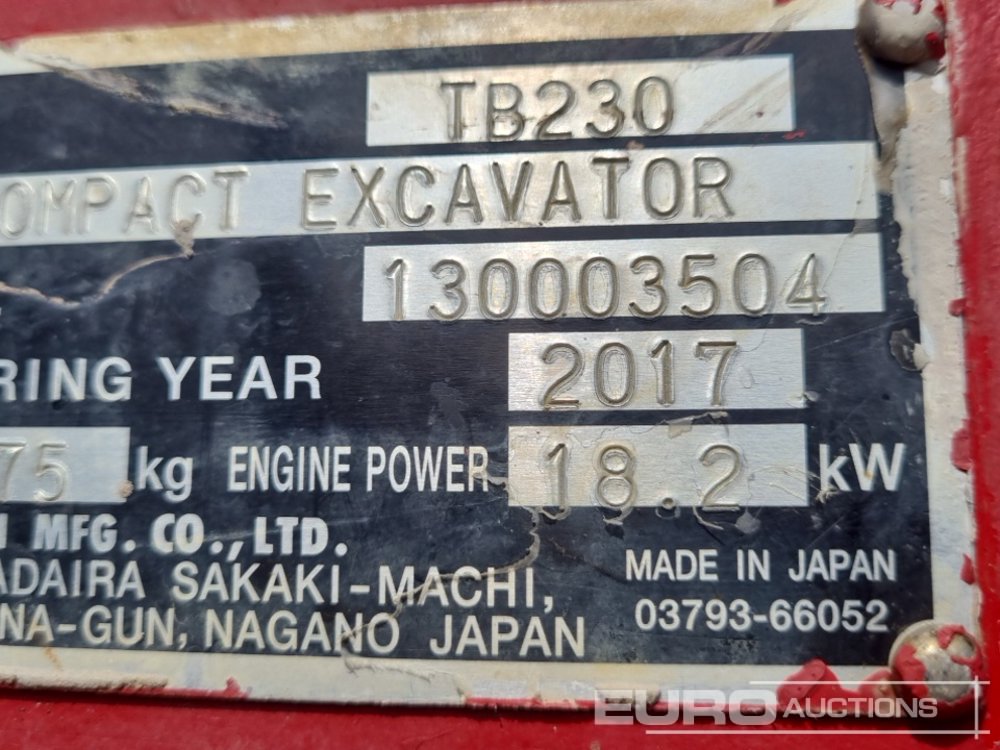 TB230
OMPACT EXCAVATOR
130003504
RING YEAR 2017
75 kg ENGINE POWER 18.2 kW
MFG. CO., LTD.
ADAIRA SAKAKI-MACHI,
NA-GUN, NAGANO JAPAN
MADE IN JAPAN
03793-66052
EURO AUCTIONS